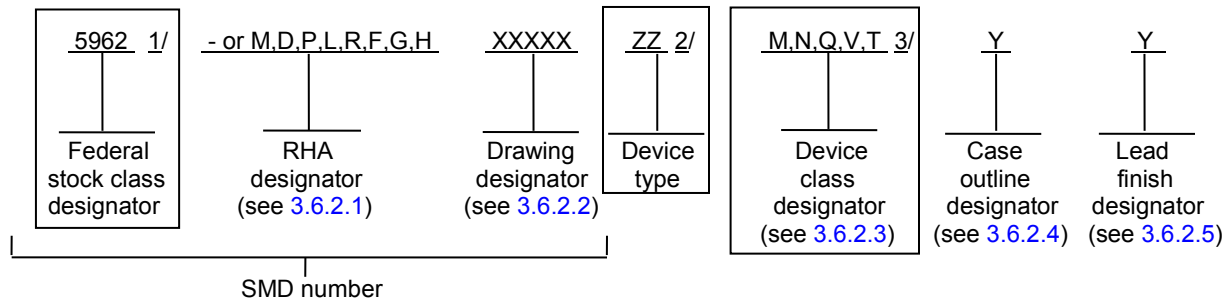 5962 1/ - or M,D,P,L,R,F,G,H XXXXX ZZ 2/ M,N,Q,V,T 3/ Y Y
Federal stock class designator
RHA designator (see 3.6.2.1)
Drawing designator (see 3.6.2.2)
Device type
Device class designator (see 3.6.2.3)
Case outline designator (see 3.6.2.4)
Lead finish designator (see 3.6.2.5)
SMD number